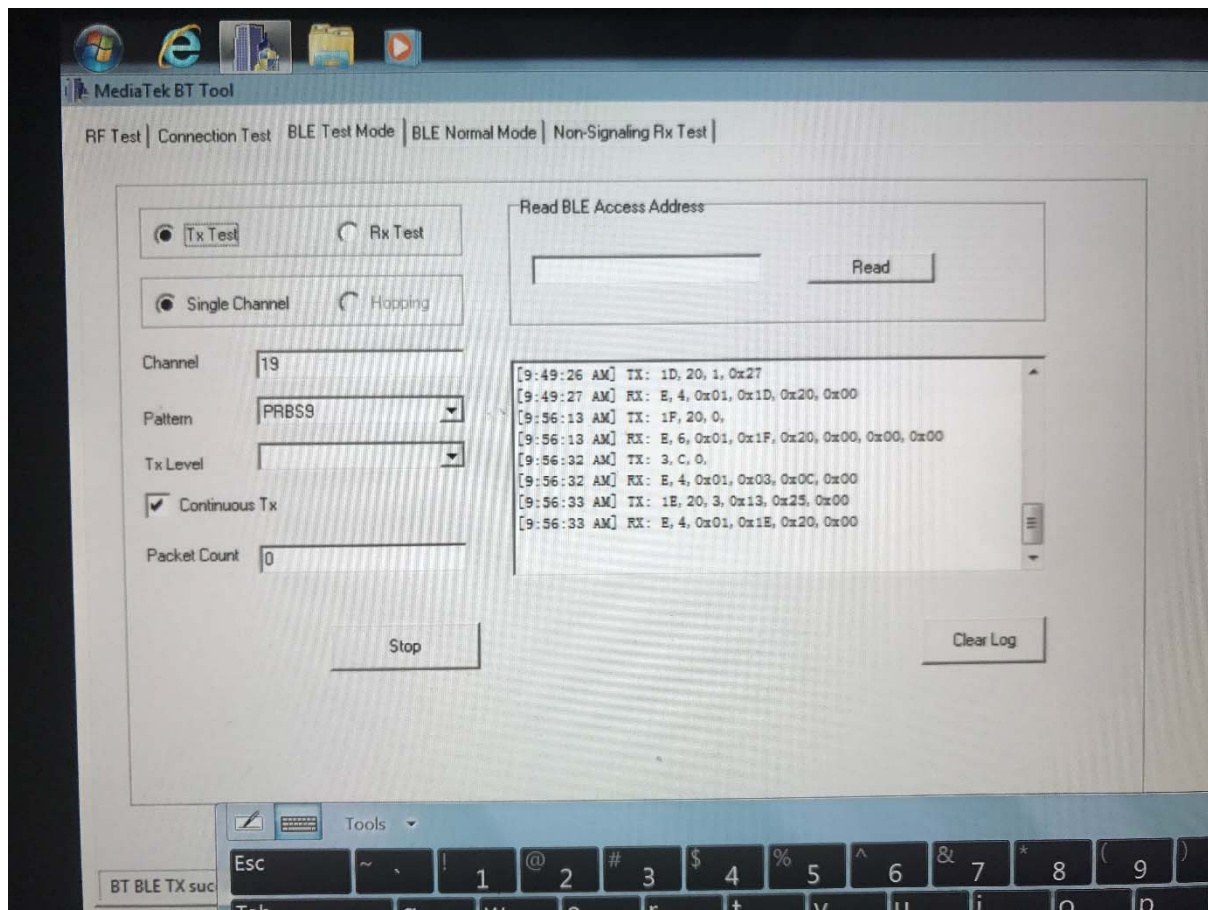 MediaTek BT Tool
RF Test Connection Test BLE Test Mode BLE Normal Mode Non-Signaling Rx Test
Tx Test Rx Test
Single Channel Hopping
Channel 19
Pattern PRBS9
Tx Level
Continuous Tx
Packet Count 0
Stop
Read BLE Access Address
Read
[9:49:26 AM] TX: 1D, 20, 1, 0x27
[9:49:27 AM] RX: E, 4, 0x01, 0x1D, 0x20, 0x00
[9:56:13 AM] TX: 1F, 20, 0,
[9:56:13 AM] RX: E, 6, 0x01, 0x1F, 0x20, 0x00, 0x00, 0x00
[9:56:32 AM] TX: 3, C, 0,
[9:56:32 AM] RX: E, 4, 0x01, 0x03, 0x0C, 0x00
[9:56:33 AM] TX: 1E, 20, 3, 0x13, 0x25, 0x00
[9:56:33 AM] RX: E, 4, 0x01, 0x1E, 0x20, 0x00
Clear Log
Tools
Esc ~ ` ! 1 @ 2 # 3 $ 4 % 5 ^ 6 & 7 * 8 ( 9 )
BT BLE TX suc